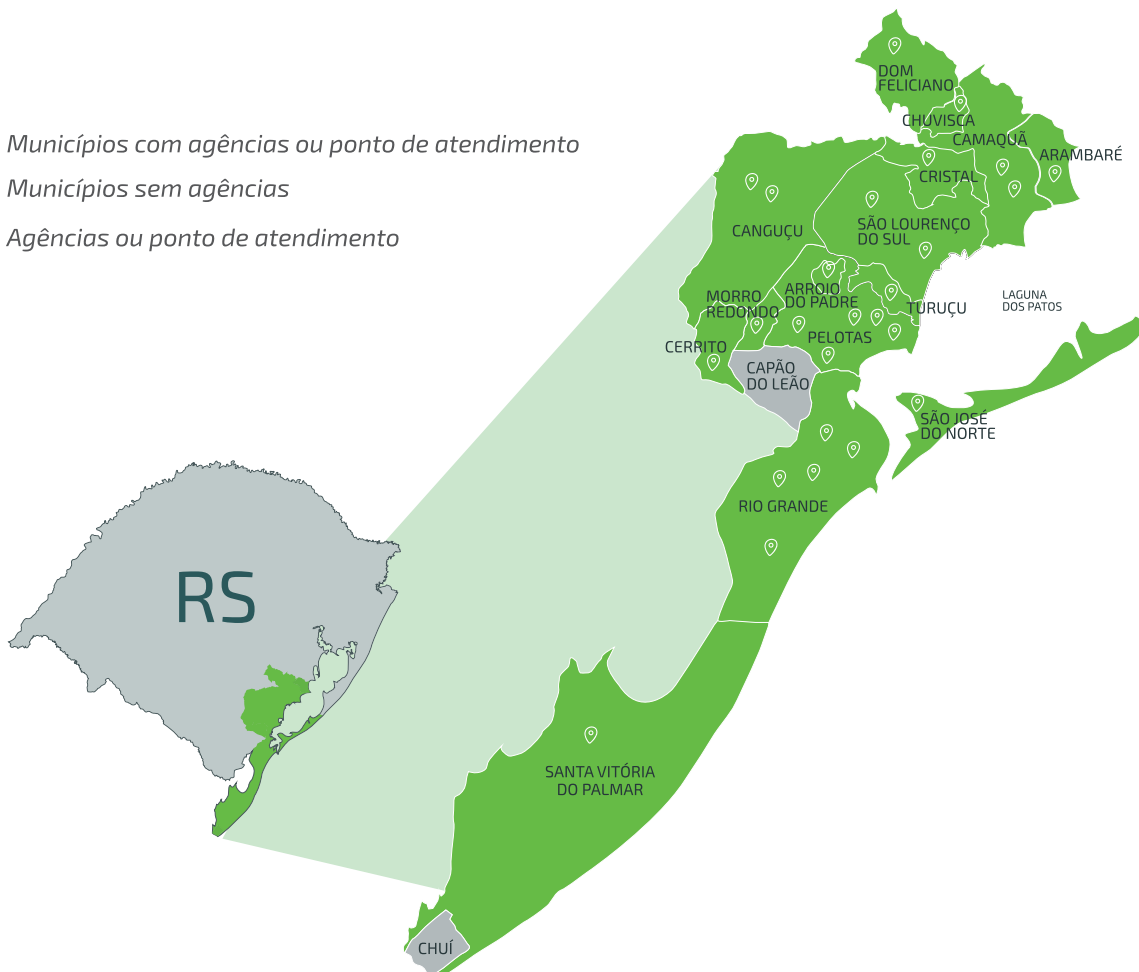 Municípios com agências ou ponto de atendimento
Municípios sem agências
Agências ou ponto de atendimento
DOM
FELICIANO
CHUVISCA
CAMAQUÃ
ARAMBARÉ
CRISTAL
CANGUÇU
SÃO LOURENÇO
DO SUL
ARROIO
DO PADRE
MORRO
REDONDO
TURUÇU
LAGUNA
DOS PATOS
PELOTAS
CERRITO
CAPÃO
DO LEÃO
SÃO JOSÉ
DO NORTE
RIO GRANDE
RS
SANTA VITÓRIA
DO PALMAR
CHUÍ